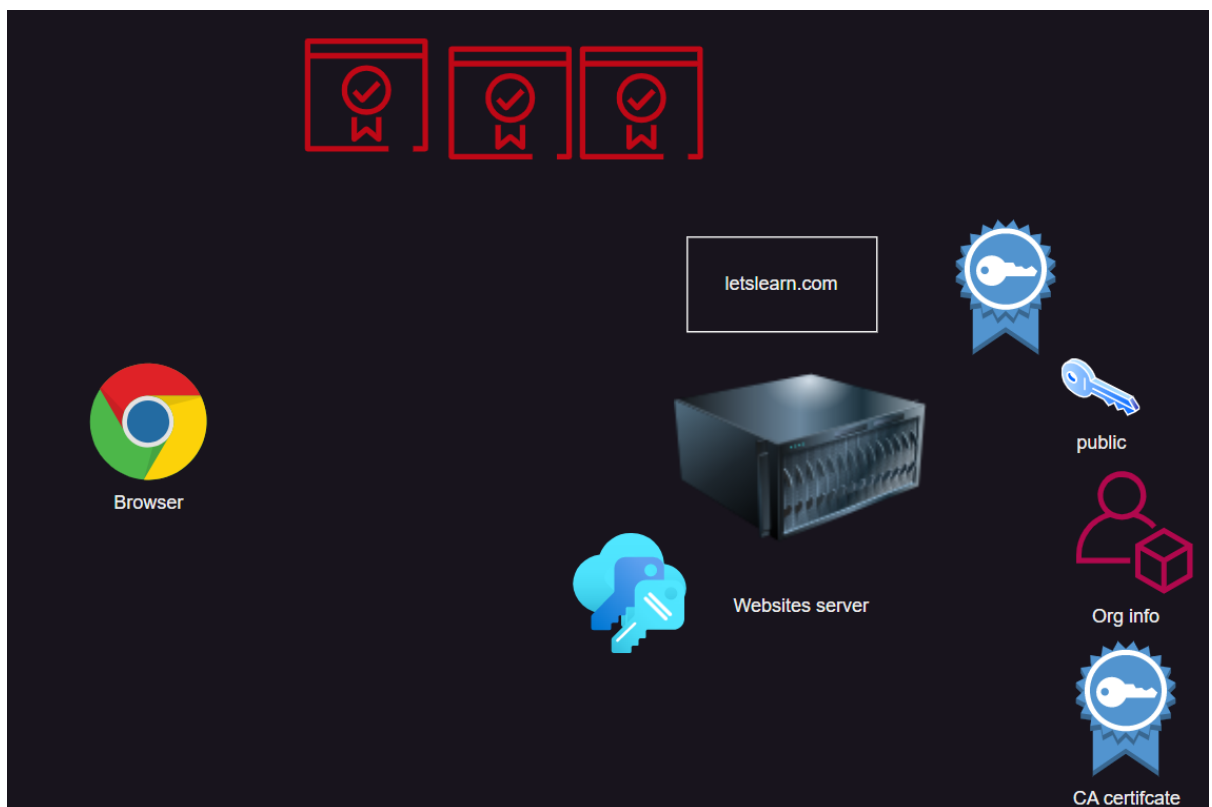 letslearn.com
public
Browser
Websites server
Org info
CA certifcate